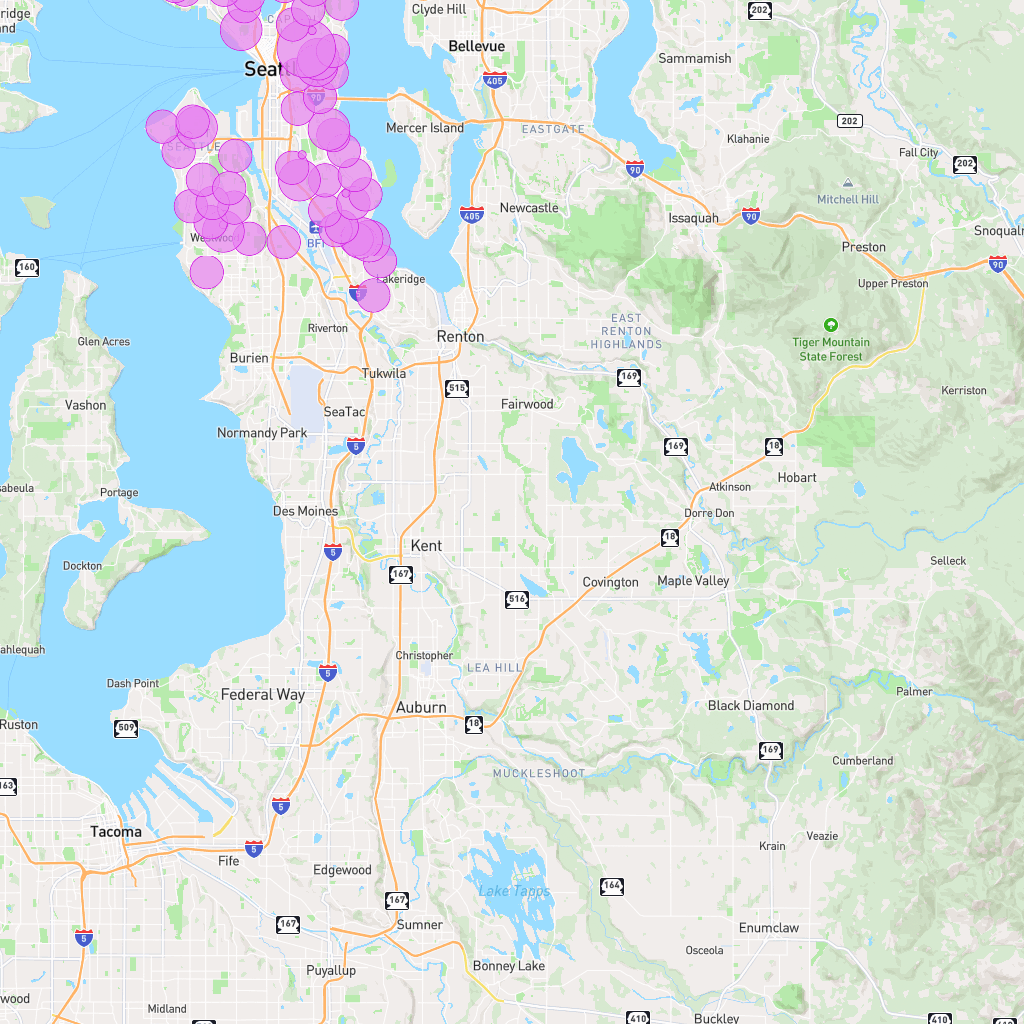 Clyde Hill
202
Bellevue
Sammamish
Seat
405
90
202
Mercer Island
EASTGATE
Klahanie
Fall City
202
90
Mitchell Hill
Newcastle
405
Issaquah
90
Preston
BFI
160
90
Upper Preston
Lakeridge
5
EAST
RENTON
HIGHLANDS
Riverton
Renton
Glen Acres
Tiger Mountain
State Forest
Burien
Tukwila
169
515
Kerriston
Vashon
SeaTac
Fairwood
Normandy Park
5
169
18
Hobart
Portage
Atkinson
Des Moines
Dorre Don
18
Kent
5
Selleck
Dockton
167
Covington
Maple Valley
516
Christopher
LEA HILL
5
Dash Point
Federal Way
Palmer
Auburn
Black Diamond
Ruston
509
18
169
Cumberland
MUCKLESHOOT
163
5
Tacoma
Veazie
Krain
Fife
5
Edgewood
Lake Tapps
164
167
167
Sumner
Enumclaw
5
Osceola
Puyallup
Bonney Lake
wood
Midland
410
Buckley
410